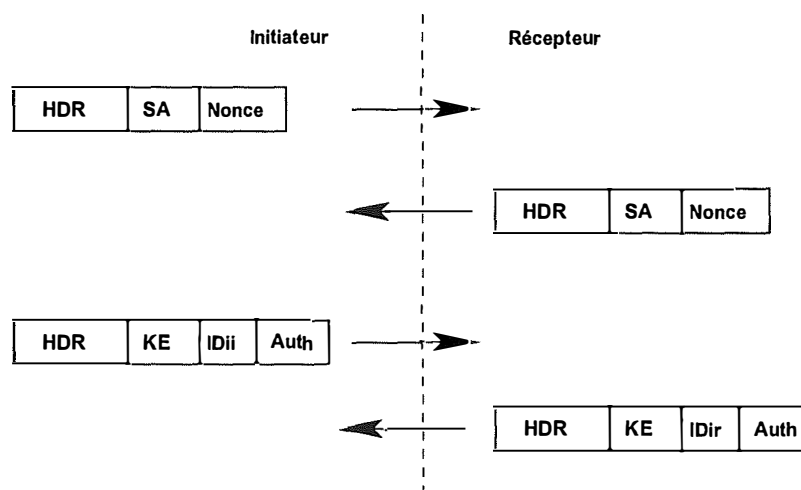 Initiateur Récepteur
HDR SA Nonce
HDR SA Nonce
HDR KE IDii Auth
HDR KE IDir Auth